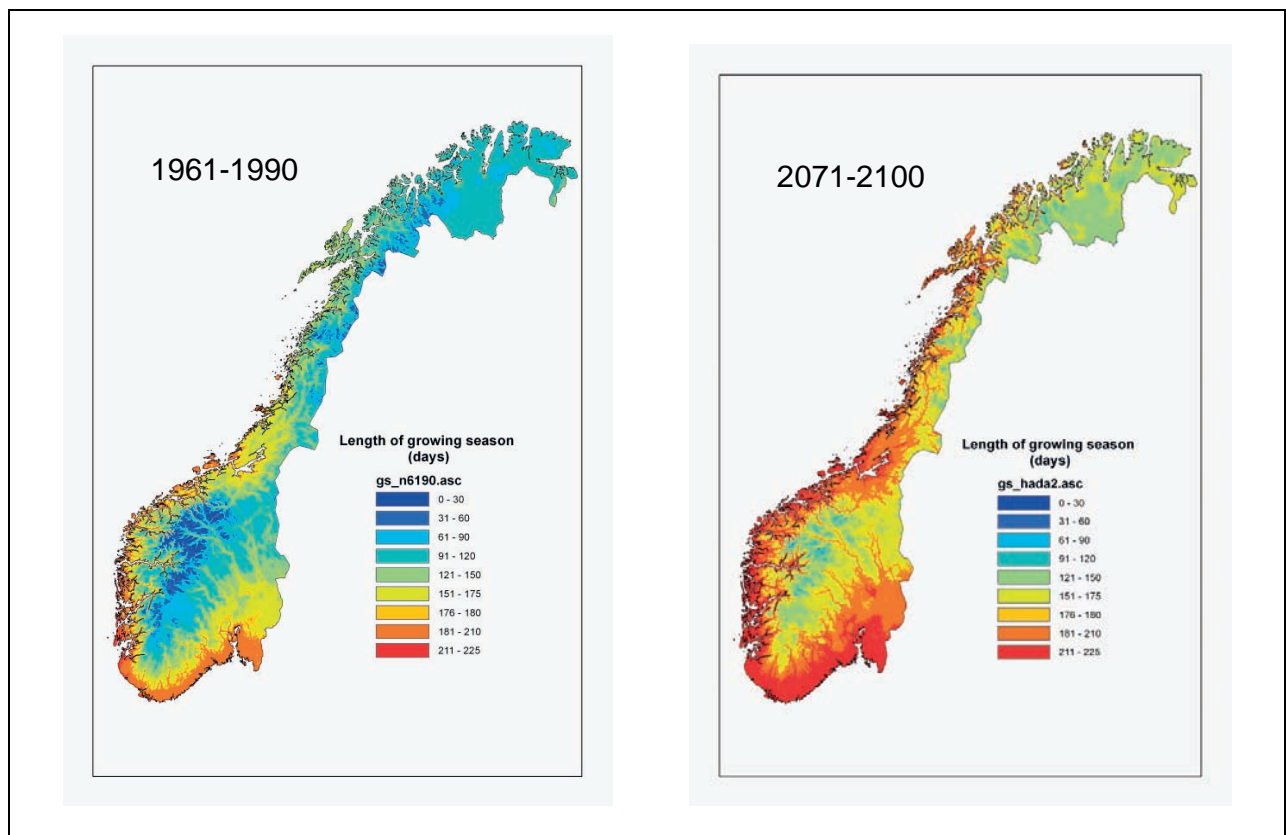 1961-1990
Length of growing season
(days)
gs_n6190.asc
0 - 30
31 - 60
61 - 90
91 - 120
121 - 150
151 - 175
176 - 180
181 - 210
211 - 225
2071-2100
Length of growing season
(days)
gs_hada2.asc
0 - 30
31 - 60
61 - 90
91 - 120
121 - 150
151 - 175
176 - 180
181 - 210
211 - 225